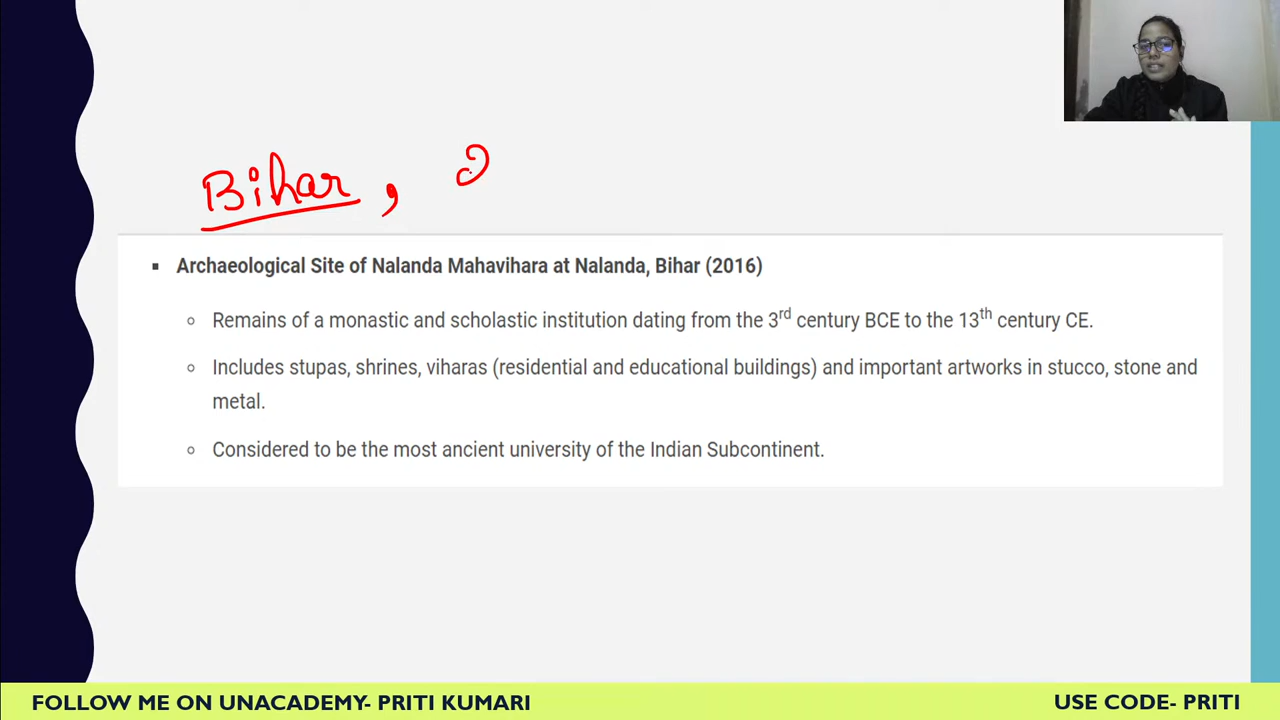 Bihar, 2
▪ Archaeological Site of Nalanda Mahavihara at Nalanda, Bihar (2016)
○ Remains of a monastic and scholastic institution dating from the 3rd century BCE to the 13th century CE.
○ Includes stupas, shrines, viharas (residential and educational buildings) and important artworks in stucco, stone and
metal.
○ Considered to be the most ancient university of the Indian Subcontinent.
FOLLOW ME ON UNACADEMY- PRITI KUMARI
USE CODE- PRITI